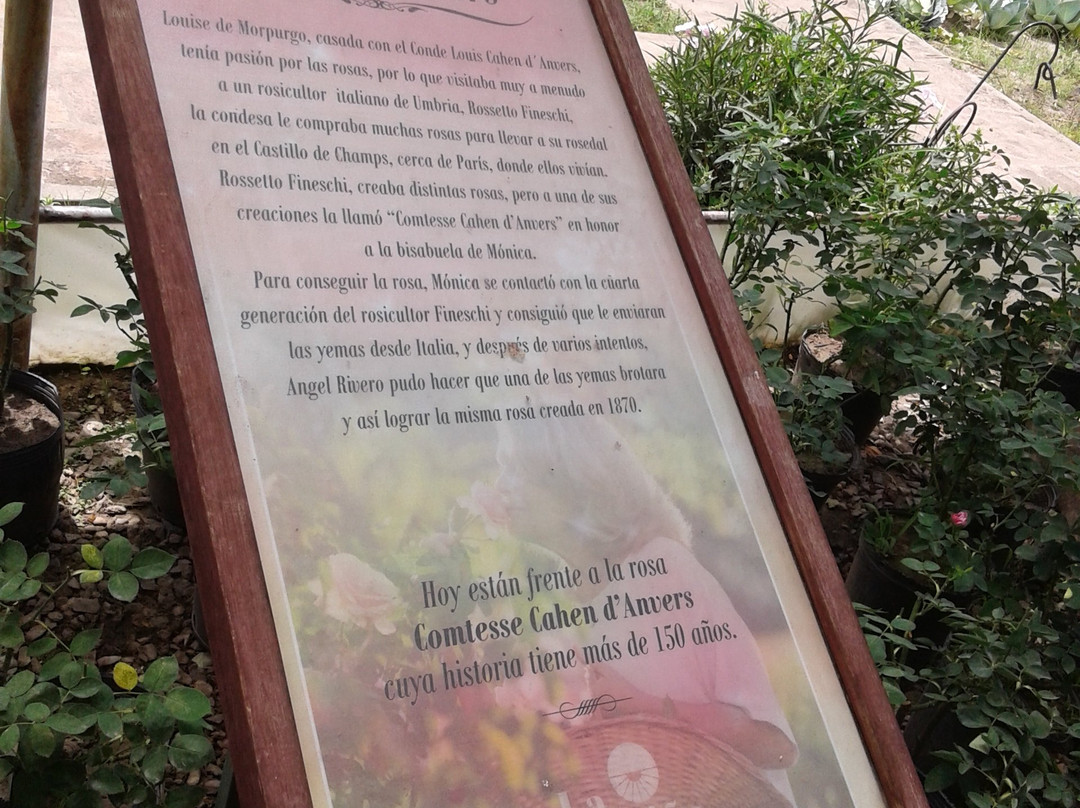 Louise de Morpurgo, casada con el Conde Louis Cahen d' Anvers,
tenía pasión por las rosas, por lo que visitaba muy a menudo
a un rosicultor italiano de Umbria, Rossetto Fineschi,
la condesa le compraba muchas rosas para llevar a su rosedal
en el Castillo de Champs, cerca de París, donde ellos vivían.
Rossetto Fineschi, creaba distintas rosas, pero a una de sus
creaciones la llamó “Comtesse Cahen d’Anvers” en honor
a la bisabuela de Mónica.
Para conseguir la rosa, Mónica se contactó con la cuarta
generación del rosicultor Fineschi y consiguió que le enviaran
las yemas desde Italia, y después de varios intentos,
Angel Rivero pudo hacer que una de las yemas brotara
y así lograr la misma rosa creada en 1870.
Hoy están frente a la rosa
Comtesse Cahen d’Anvers
cuya historia tiene más de 150 años.